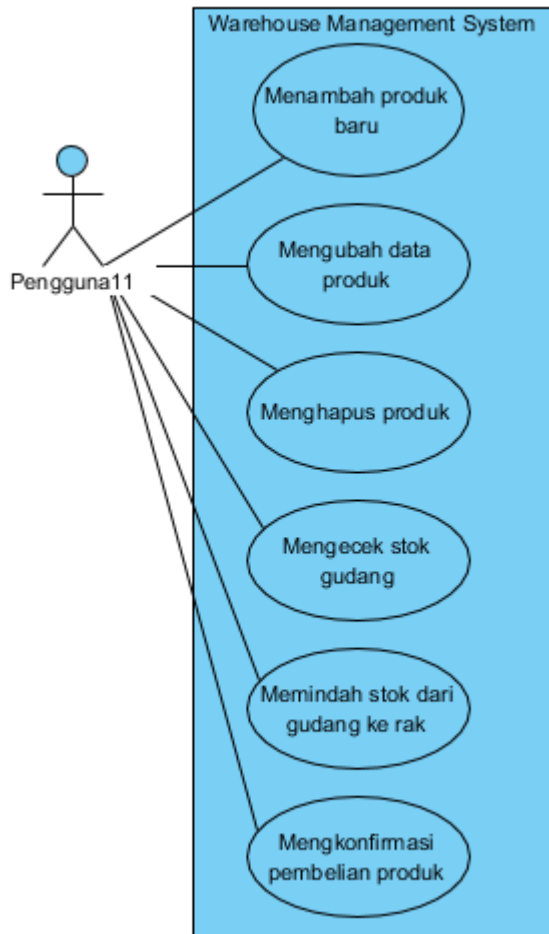 Warehouse Management System
Menambah produk
baru
Pengguna11
Mengubah data
produk
Menghapus produk
Mengecek stok
gudang
Memindah stok dari
gudang ke rak
Mengkonfirmasi
pembelian produk